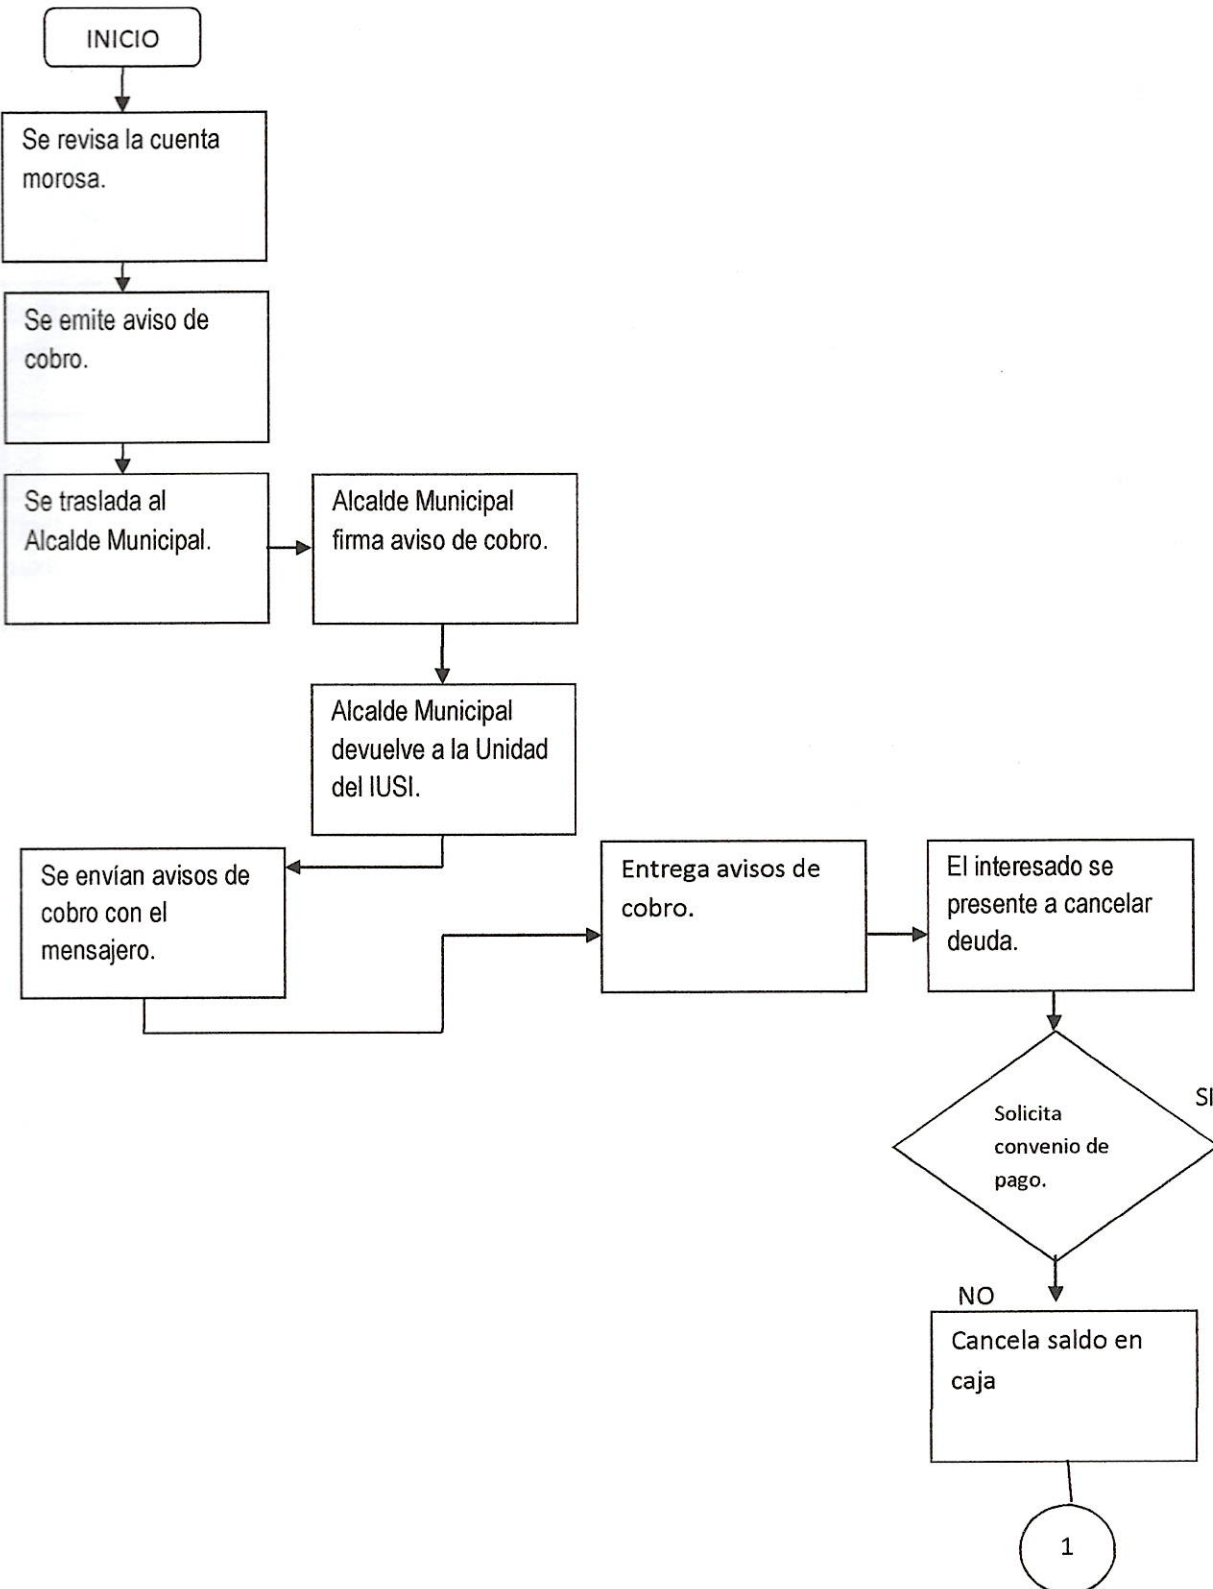 INICIO
Se revisa la cuenta
morosa.
Se emite aviso de
cobro.
Se traslada al
Alcalde Municipal.
Alcalde Municipal
firma aviso de cobro.
Alcalde Municipal
devuelve a la Unidad
del IUSI.
Se envían avisos de
cobro con el
mensajero.
Entrega avisos de
cobro.
El interesado se
presente a cancelar
deuda.
Solicita
convenio de
pago.
SI
NO
Cancela saldo en
caja
1